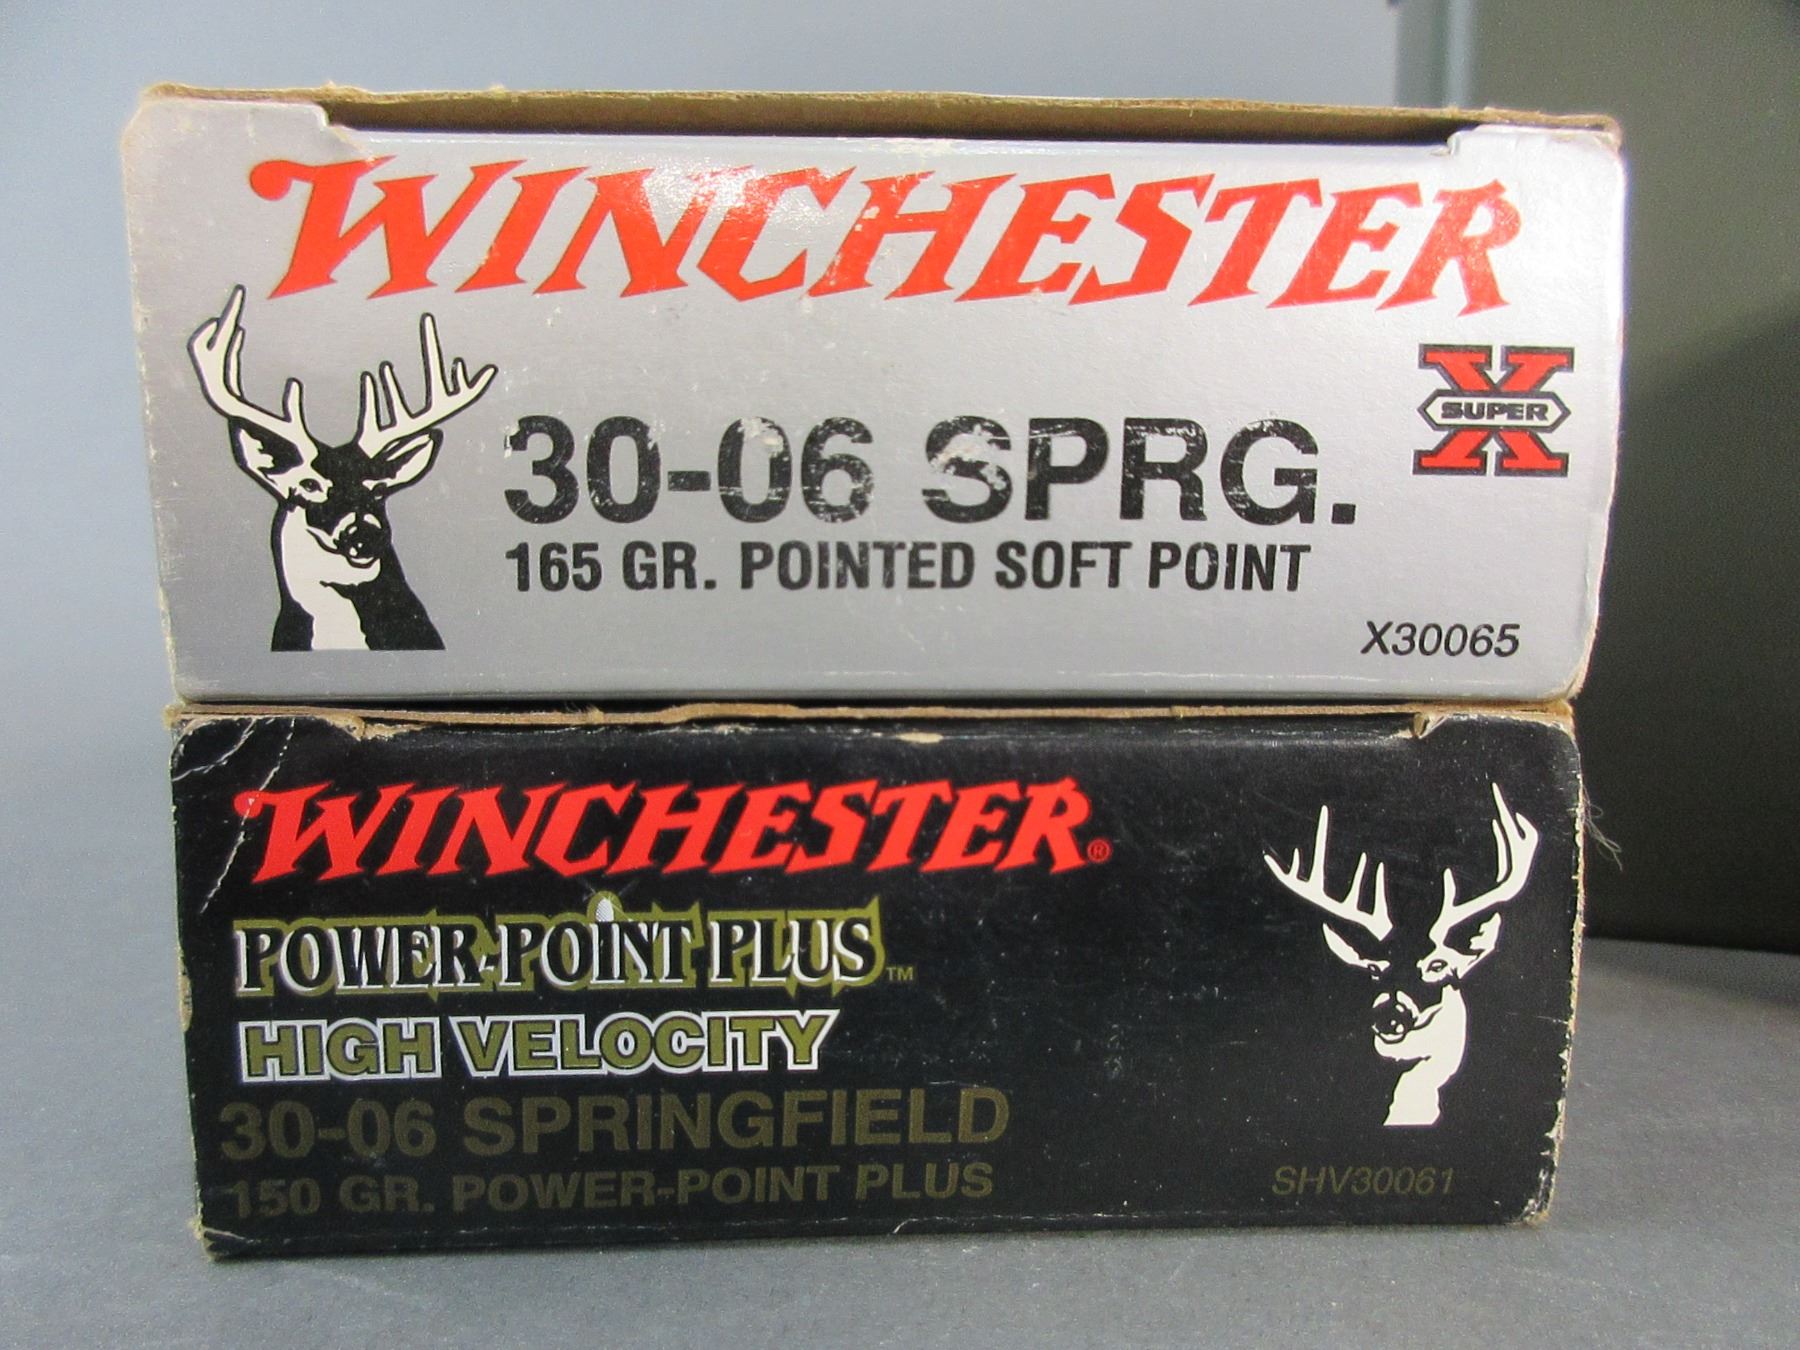 WINCHESTER
SUPER X
30-06 SPRG.
165 GR. POINTED SOFT POINT
X30065
WINCHESTER®
POWER-POINT PLUS™
HIGH VELOCITY
30-06 SPRINGFIELD
150 GR. POWER-POINT PLUS
SHV30061